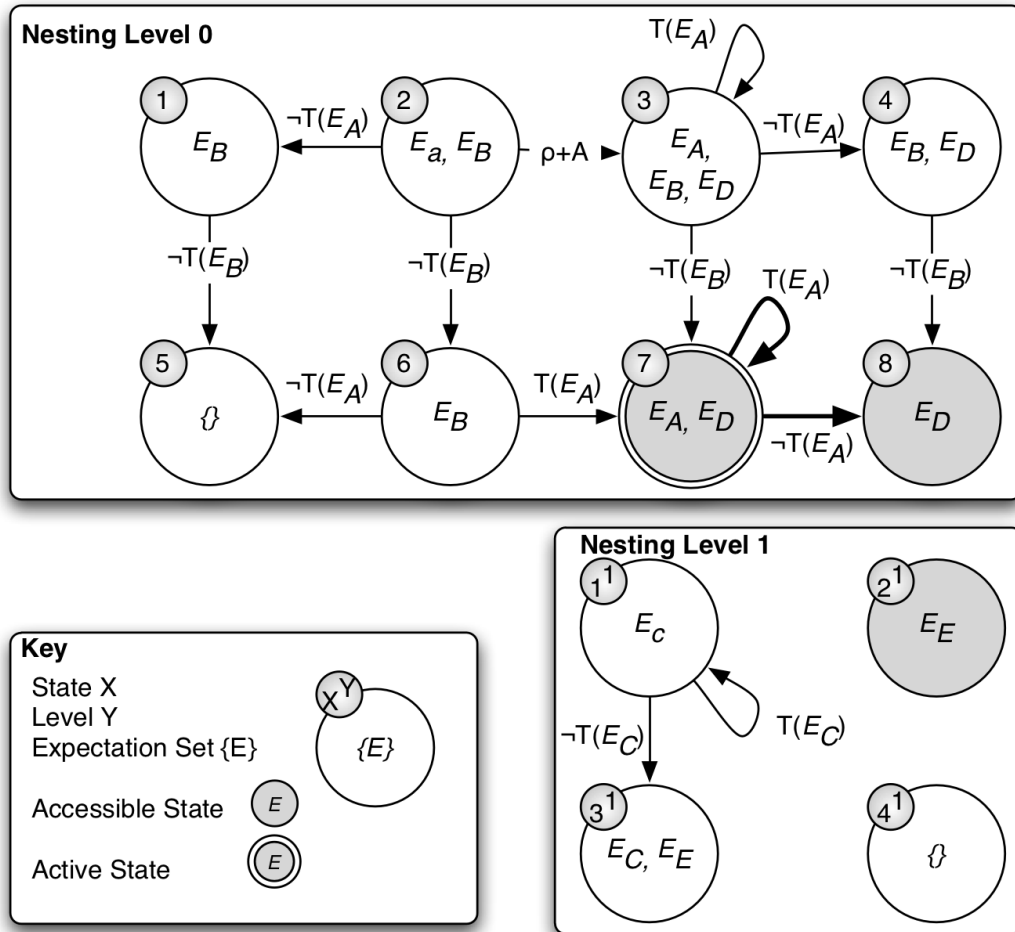 Nesting Level 0
T(E_A)
1
2
3
4
¬T(E_A)
¬T(E_A)
E_B
E_a, E_B
ρ+A
E_A,
E_B, E_D
E_B, E_D
¬T(E_B)
¬T(E_B)
¬T(E_B)
¬T(E_B)
T(E_A)
5
6
7
8
¬T(E_A)
T(E_A)
{}
E_B
E_A, E_D
E_D
¬T(E_A)
Nesting Level 1
1^1
2^1
E_c
E_E
¬T(E_C)
T(E_C)
3^1
4^1
E_C, E_E
{}
Key
State X
Level Y
Expectation Set {E}
X^Y
{E}
Accessible State
E
Active State
E